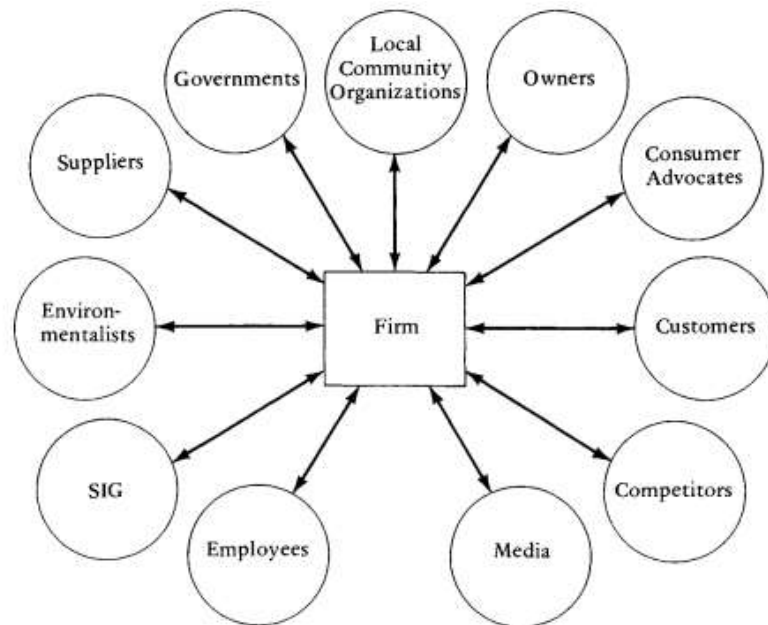 Governments
Local
Community
Organizations
Owners
Suppliers
Consumer
Advocates
Environ-
mentalists
Firm
Customers
SIG
Competitors
Employees
Media